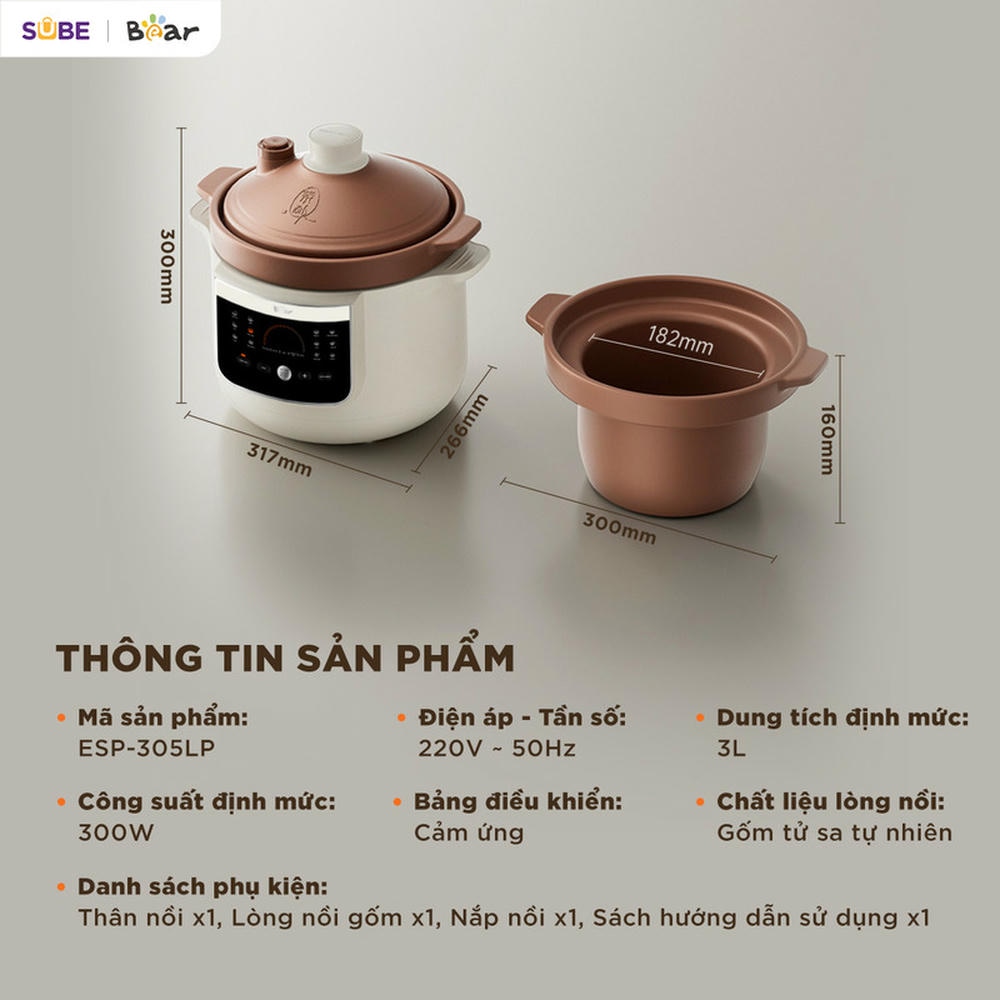 SUBE | Bear
300mm
317mm
266mm
Bear
182mm
160mm
300mm
THÔNG TIN SẢN PHẨM
• Mã sản phẩm:
ESP-305LP
• Điện áp - Tần số:
220V ~ 50Hz
• Dung tích định mức:
3L
• Công suất định mức:
300W
• Bảng điều khiển:
Cảm ứng
• Chất liệu lòng nồi:
Gốm tử sa tự nhiên
• Danh sách phụ kiện:
Thân nồi x1, Lòng nồi gốm x1, Nắp nồi x1, Sách hướng dẫn sử dụng x1